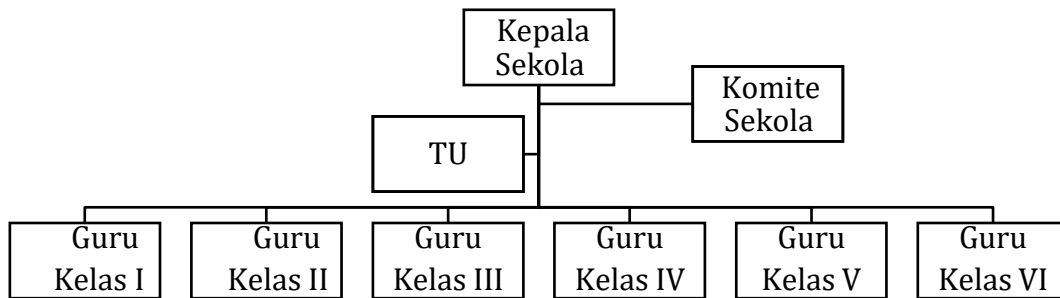 Kepala
Sekola
Komite
Sekola
TU
Guru
Kelas I
Guru
Kelas II
Guru
Kelas III
Guru
Kelas IV
Guru
Kelas V
Guru
Kelas VI